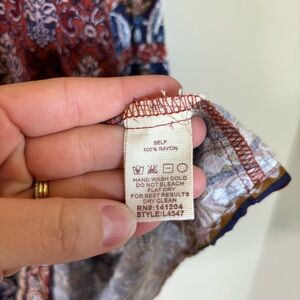 SELF
100% RAYON
HAND WASH COLD
DO NOT BLEACH
FLAT DRY
FOR BEST RESULTS
DRY CLEAN
RN#:141204
STYLE:L4547